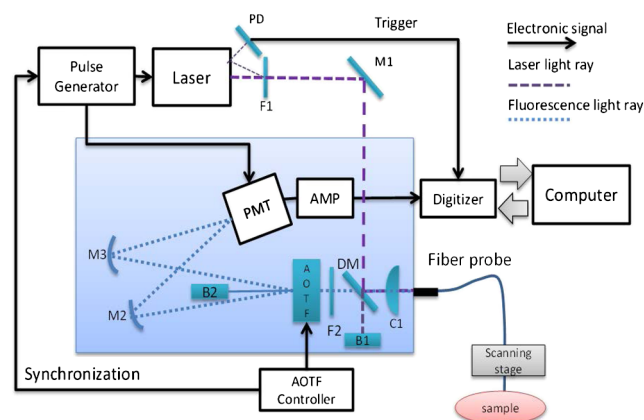 PD
Trigger
Electronic signal
Laser light ray
Fluorescence light ray
Pulse
Generator
Laser
F1
M1
PMT
AMP
Digitizer
Computer
M3
M2
B2
AOTF
F2
DM
B1
C1
Fiber probe
Scanning
stage
sample
Synchronization
AOTF
Controller